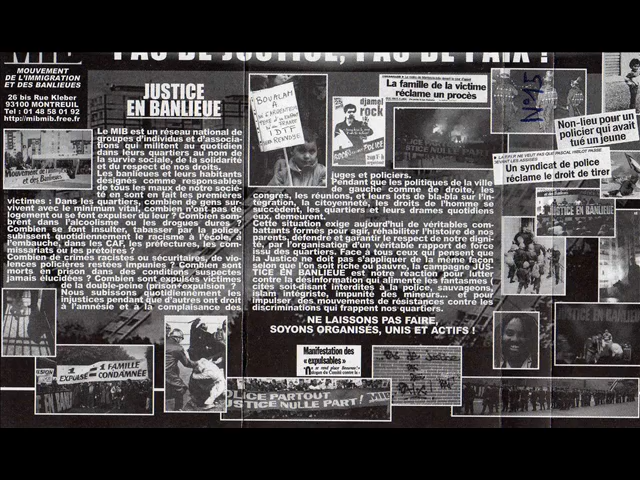 PAS DE JUSTICE, PAS DE PAIX !
MIB
MOUVEMENT
DE L'IMMIGRATION
ET DES BANLIEUES
26 bis Rue Kleber
93100 MONTREUIL
Tel : 01 48 58 01 92
http://mibmib.free.fr
JUSTICE
EN BANLIEUE
Le MIB est un réseau national de
groupes d'individus et d'associa-
tions qui militent au quotidien
dans leurs quartiers au nom de
la survie sociale, de la solidarité
et du respect de nos droits.
Les banlieues et leurs habitants
désignés comme responsables
de tous les maux de notre socié-
té en sont en fait les premières
victimes : Dans les quartiers, combien de gens sur-
vivent avec le minimum vital, combien n'ont pas de
logement ou se font expulser du leur ? Combien som-
brent dans l'alcoolisme ou les drogues dures ?
Combien se font insulter, tabasser par la police,
subissent quotidiennement le racisme à l'école, à
l'embauche, dans les CAF, les préfectures, les com-
missariats ou les prétoires ?
Combien de crimes racistes ou sécuritaires, de vio-
lences policières restées impunies ? Combien sont
morts en prison dans des conditions suspectes
jamais élucidées ? Combien sont expulsés victimes
de la double-peine (prison+expulsion ?
Nous subissons quotidiennement les
injustices pendant que d'autres ont droit
à l'amnésie et à la complaisance des
juges et policiers.
Pendant que les politiques de la ville
de gauche comme de droite, les
congrès, les réunions, et leurs lots de bla-bla sur l'in-
tégration, la citoyenneté, les droits de l'homme se
succèdent, les quartiers et leurs drames quotidiens
eux, demeurent.
Cette situation exige aujourd'hui de véritables com-
battants formés pour agir, réhabiliter l'histoire de nos
parents, défendre et garantir le respect de notre digni-
té, par l'organisation d'un véritable rapport de force
issu des quartiers. Face à tous ceux qui pensent que
la Justice ne doit pas s'appliquer de la même façon
selon que l'on est riche ou pauvre, la campagne JUS-
TICE EN BANLIEUE est notre réaction pour lutter
contre la désinformation qui alimente les fantasmes (
cités soit-disant interdites à la police, sauvageons,
islam intégriste, impunité des mineurs... et pour
impulser des mouvements de résistances contre les
discriminations qui frappent nos quartiers.
NE LAISSONS PAS FAIRE,
SOYONS ORGANISÉS, UNIS ET ACTIFS !
BOUALAM
A
L'ARGENTION
I.D.T.P
djamel
rock
La famille de la victime
réclame un procès
N°15
Non-lieu pour un
policier qui avait
tué un jeune
Un syndicat de police
réclame le droit de tirer
JUSTICE EN BANLIEUE
1
EXPULSÉ
=
1 FAMILLE
CONDAMNÉE
Manifestation des
« expulsables »
POLICE PARTOUT
JUSTICE NULLE PART !
MIB